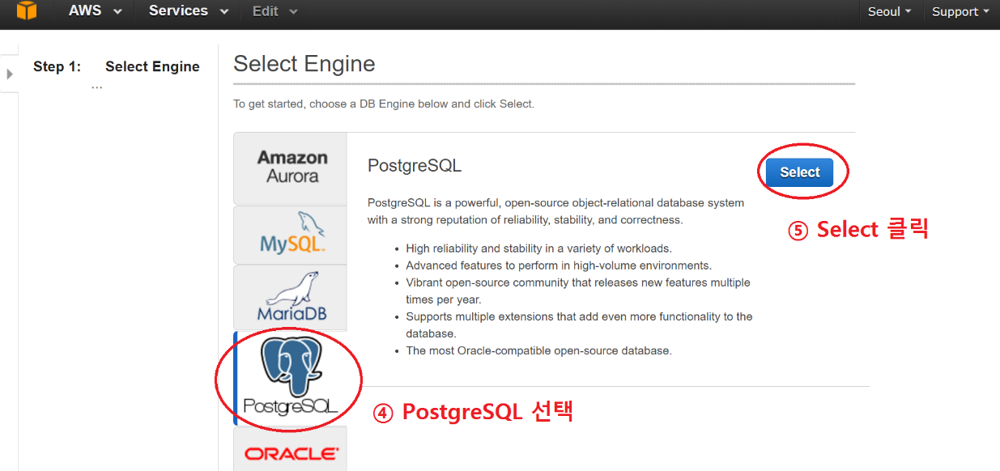 AWS Services Edit Seoul Support
Step 1: Select Engine
...
Select Engine
To get started, choose a DB Engine below and click Select.
Amazon
Aurora
MySQL
MariaDB
PostgreSQL
ORACLE
PostgreSQL
Select
PostgreSQL is a powerful, open-source object-relational database system
with a strong reputation of reliability, stability, and correctness.
• High reliability and stability in a variety of workloads.
• Advanced features to perform in high-volume environments.
• Vibrant open-source community that releases new features multiple
times per year.
• Supports multiple extensions that add even more functionality to the
database.
• The most Oracle-compatible open-source database.
⑤ Select 클릭
④ PostgreSQL 선택